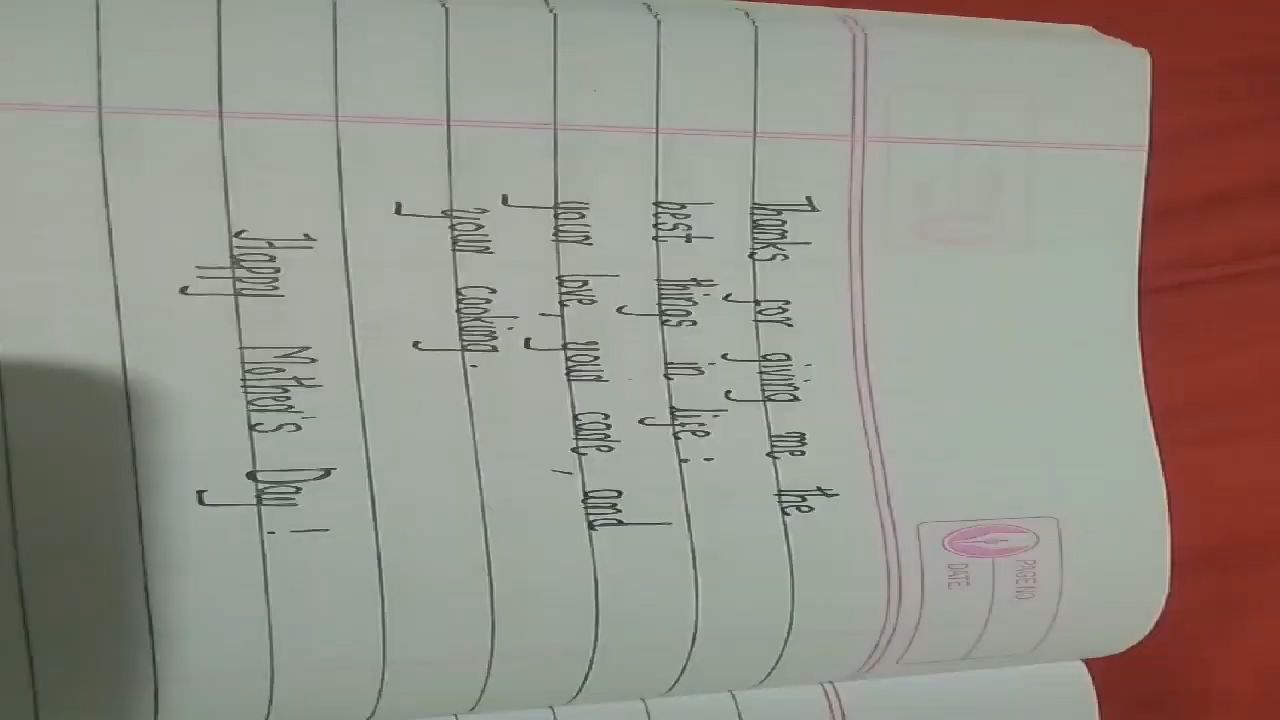 PAGE NO
DATE
Thanks for giving me the
best things in life :
your love, your care, and
your cooking.
Happy Mother's Day !